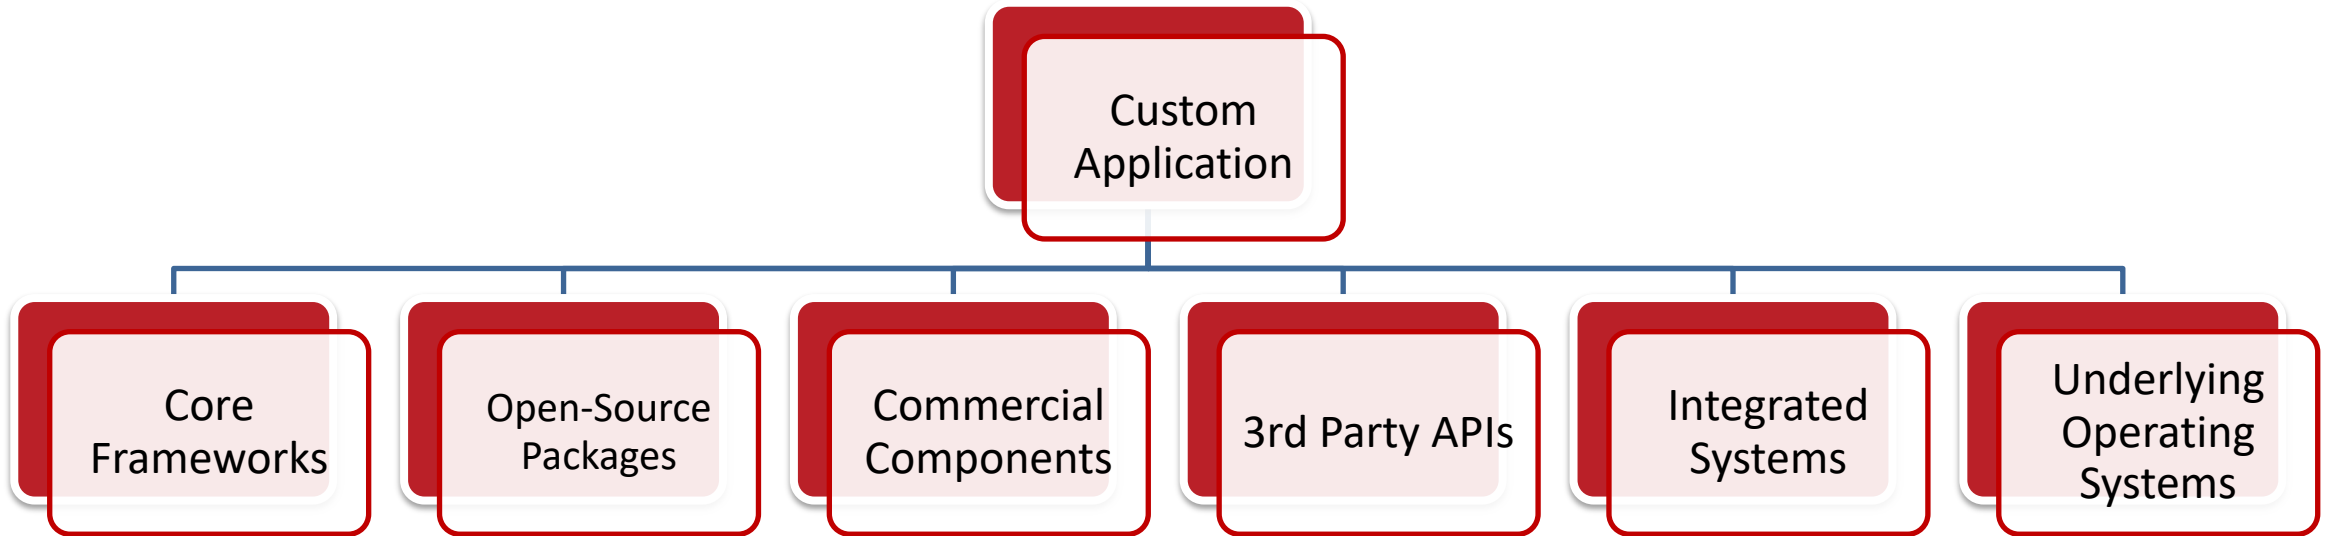 Custom
Application
Core
Frameworks
Open-Source
Packages
Commercial
Components
3rd Party APIs
Integrated
Systems
Underlying
Operating
Systems